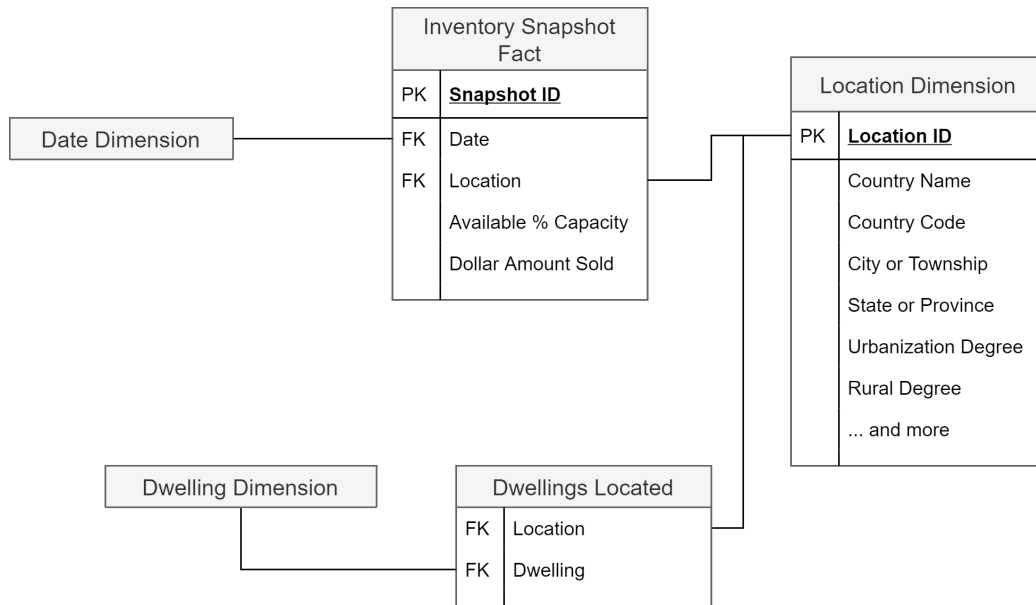 Inventory Snapshot
Fact
PK Snapshot ID
FK Date
FK Location
Available % Capacity
Dollar Amount Sold
Date Dimension
Location Dimension
PK Location ID
Country Name
Country Code
City or Township
State or Province
Urbanization Degree
Rural Degree
... and more
Dwelling Dimension
Dwellings Located
FK Location
FK Dwelling